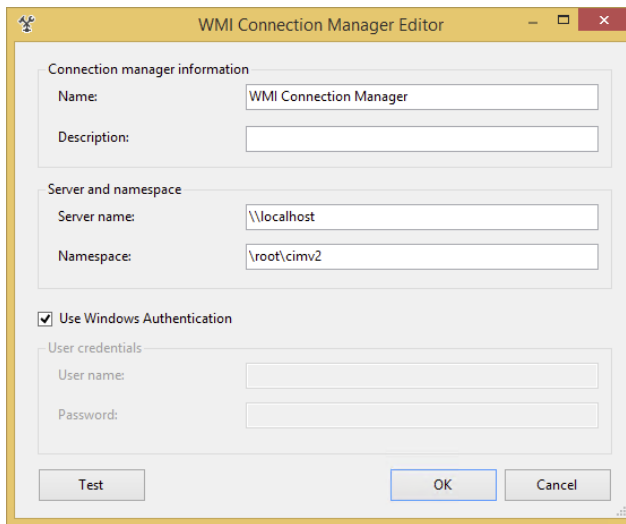 WMI Connection Manager Editor
Connection manager information
Name: WMI Connection Manager
Description:
Server and namespace
Server name: \\localhost
Namespace: \root\cimv2
Use Windows Authentication
User credentials
User name:
Password:
Test OK Cancel